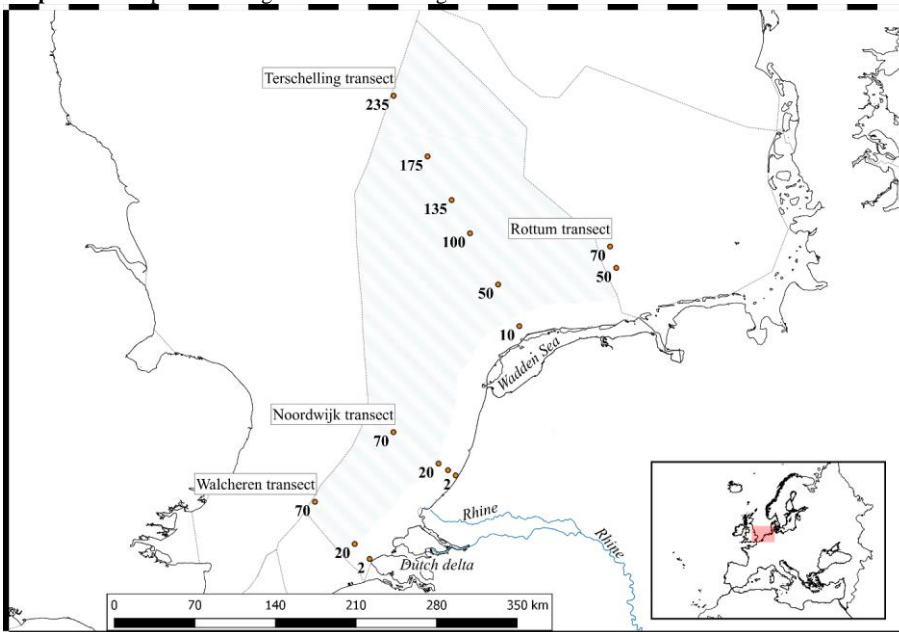 Terschelling transect
235
175
135
100
Rottum transect
70
50
50
10
Wadden Sea
Noordwijk transect
70
20
2
Walcheren transect
70
Rhine
Rhine
20
2
Dutch delta
0 70 140 210 280 350 km